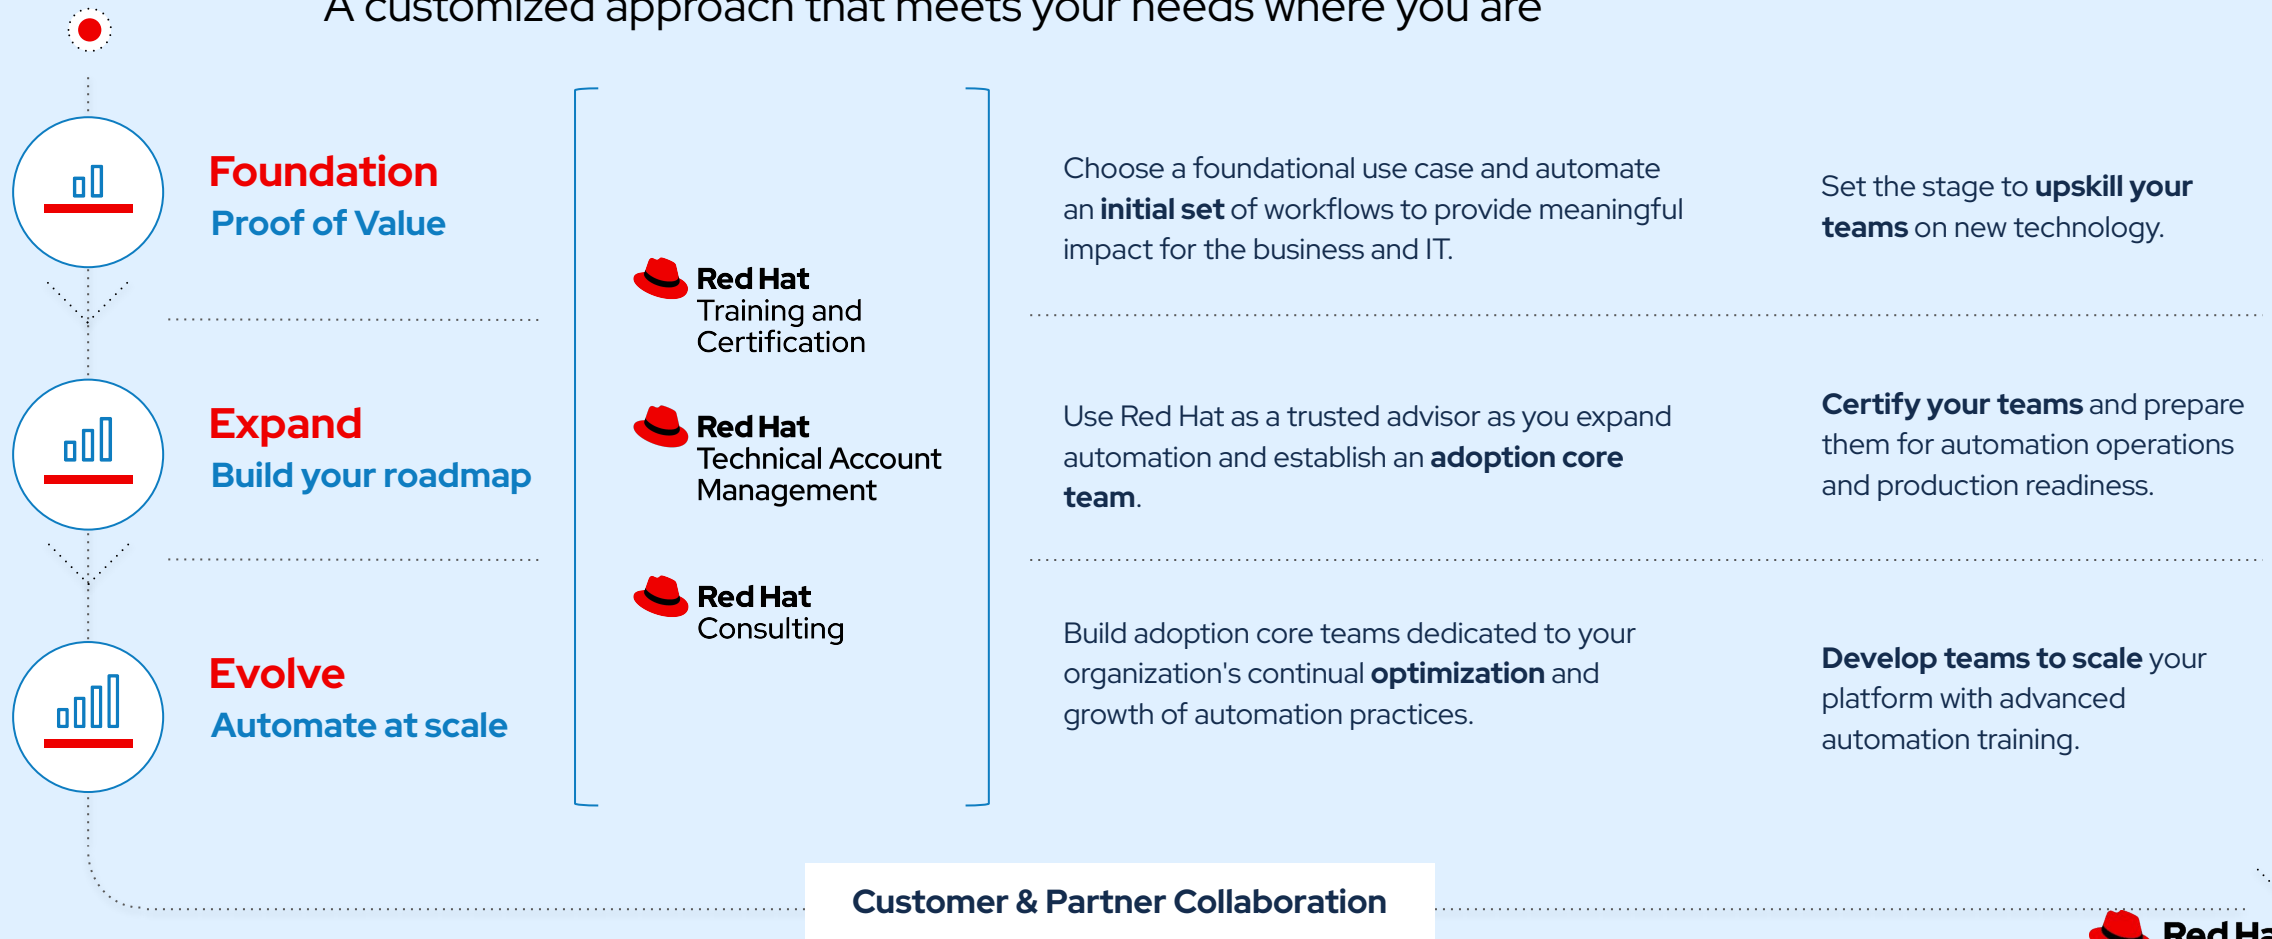 A customized approach that meets your needs where you are
Foundation
Proof of Value
Expand
Build your roadmap
Evolve
Automate at scale
Red Hat
Training and
Certification
Red Hat
Technical Account
Management
Red Hat
Consulting
Choose a foundational use case and automate
an initial set of workflows to provide meaningful
impact for the business and IT.
Set the stage to upskill your
teams on new technology.
Use Red Hat as a trusted advisor as you expand
automation and establish an adoption core
team.
Certify your teams and prepare
them for automation operations
and production readiness.
Build adoption core teams dedicated to your
organization's continual optimization and
growth of automation practices.
Develop teams to scale your
platform with advanced
automation training.
Customer & Partner Collaboration
Red